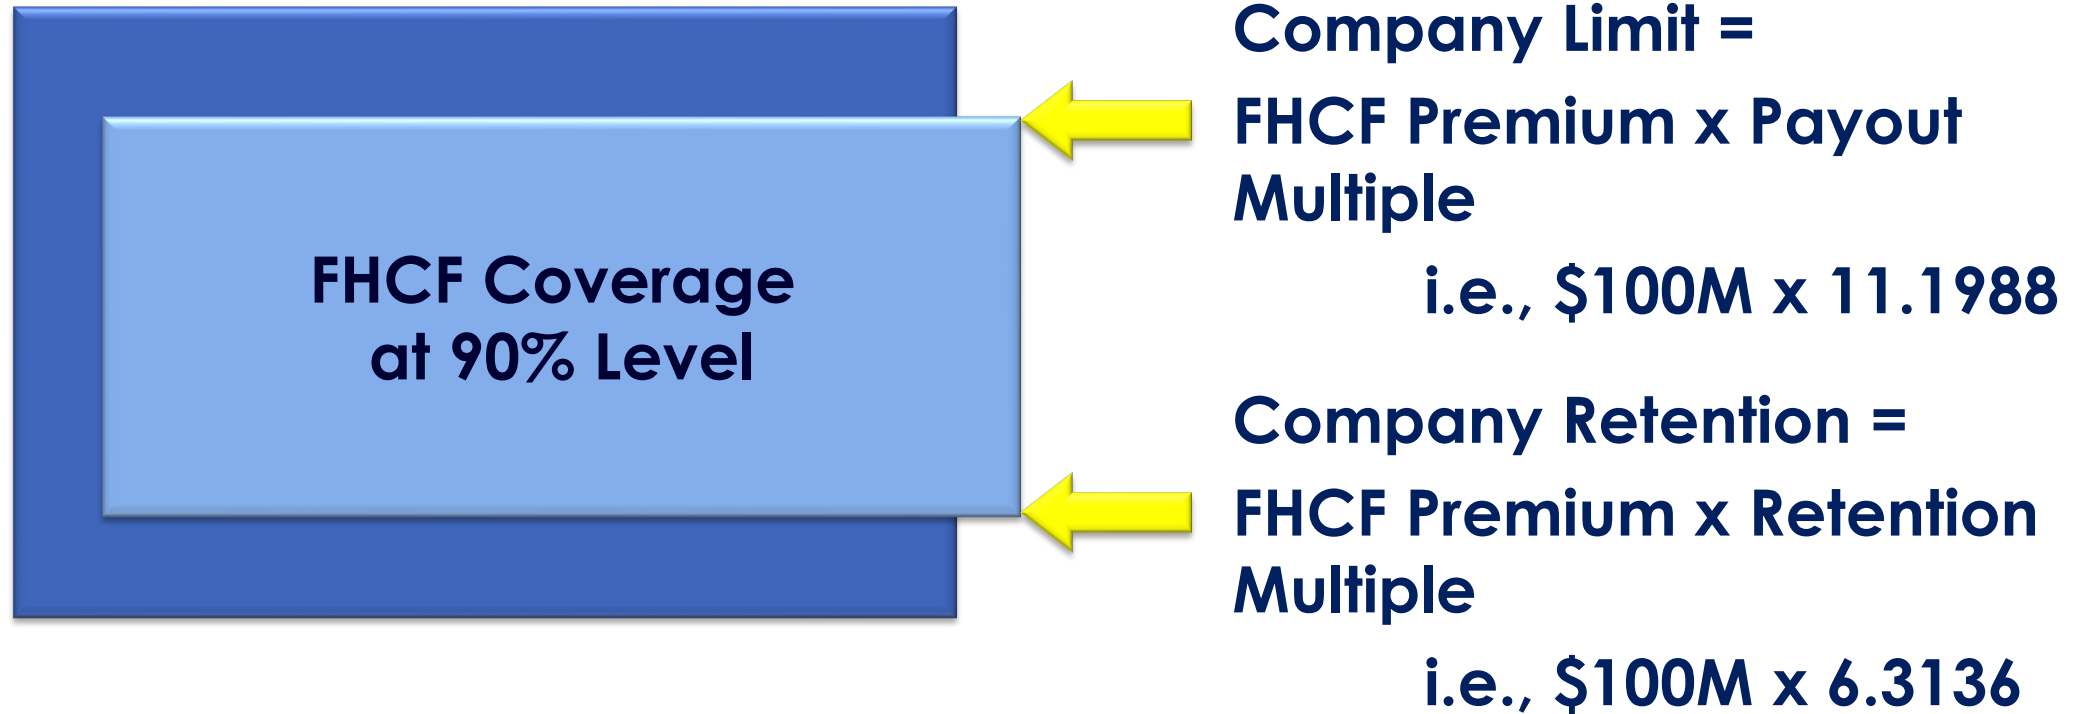 FHCF Coverage
at 90% Level
Company Limit =
FHCF Premium x Payout
Multiple
i.e., $100M x 11.1988
Company Retention =
FHCF Premium x Retention
Multiple
i.e., $100M x 6.3136